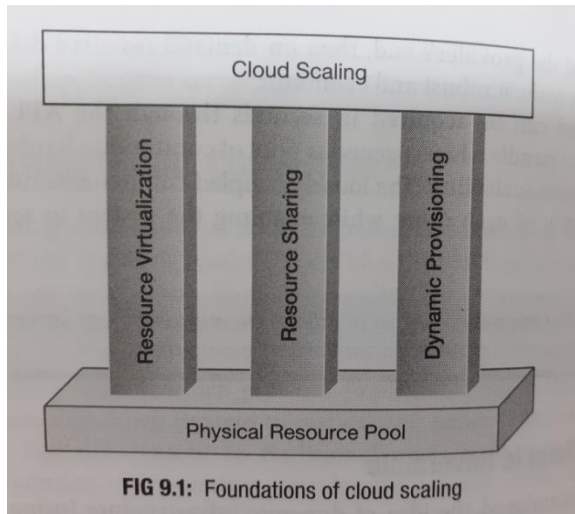 Cloud Scaling
Resource Virtualization
Resource Sharing
Dynamic Provisioning
Physical Resource Pool
FIG 9.1: Foundations of cloud scaling